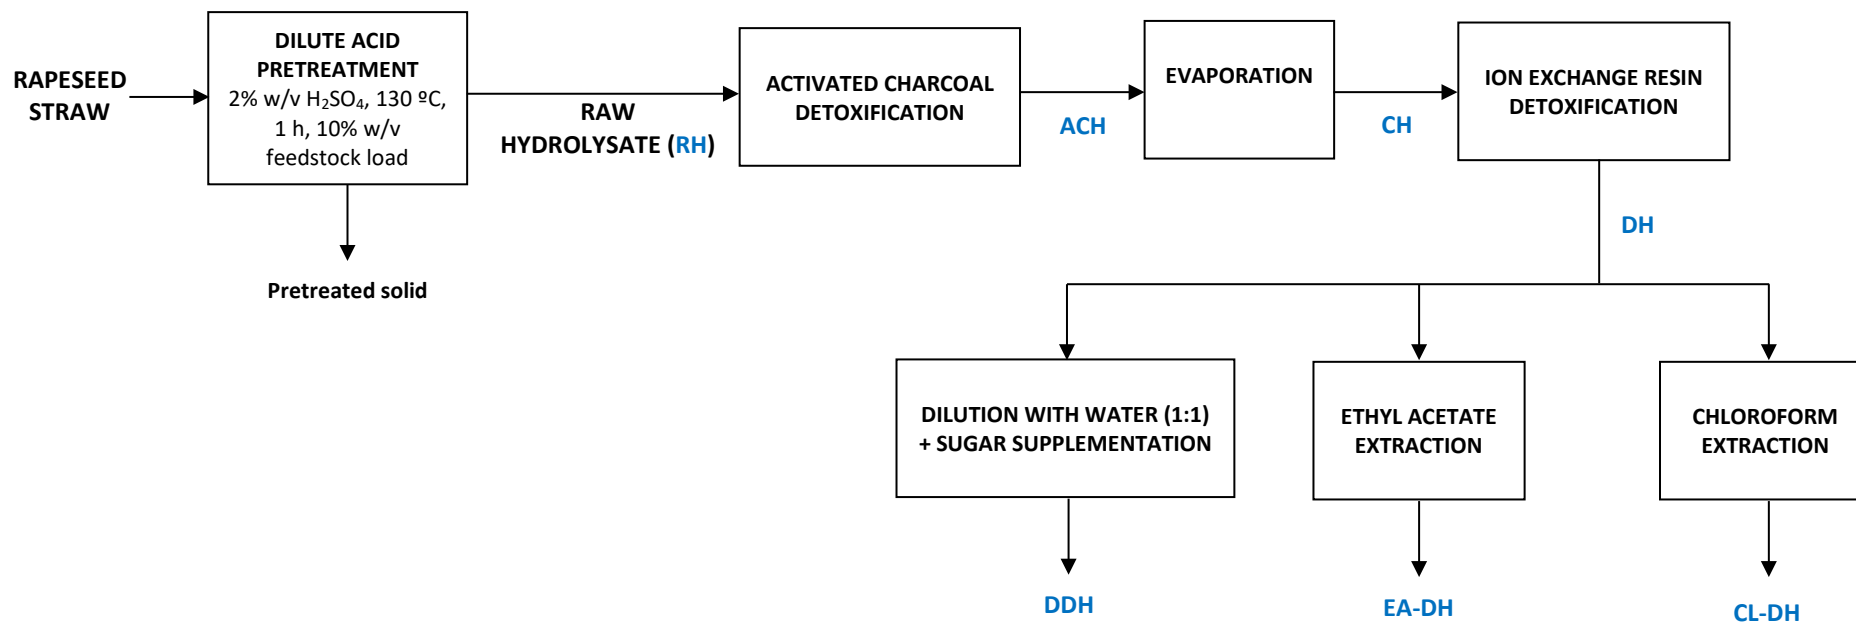 RAPESEED
STRAW
DILUTE ACID
PRETREATMENT
2% w/v H₂SO₄, 130 ºC,
1 h, 10% w/v
feedstock load
Pretreated solid
RAW
HYDROLYSATE (RH)
ACTIVATED CHARCOAL
DETOXIFICATION
ACH
EVAPORATION
CH
ION EXCHANGE RESIN
DETOXIFICATION
DH
DILUTION WITH WATER (1:1)
+ SUGAR SUPPLEMENTATION
DDH
ETHYL ACETATE
EXTRACTION
EA-DH
CHLOROFORM
EXTRACTION
CL-DH